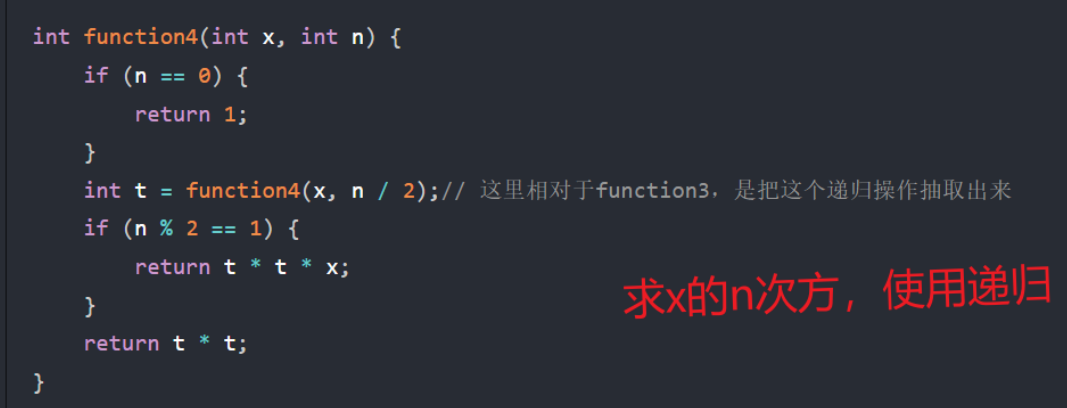 int function4(int x, int n) {
    if (n == 0) {
        return 1;
    }
    int t = function4(x, n / 2);// 这里相对于function3，是把这个递归操作抽取出来
    if (n % 2 == 1) {
        return t * t * x;
    }
    return t * t;
}
求x的n次方，使用递归